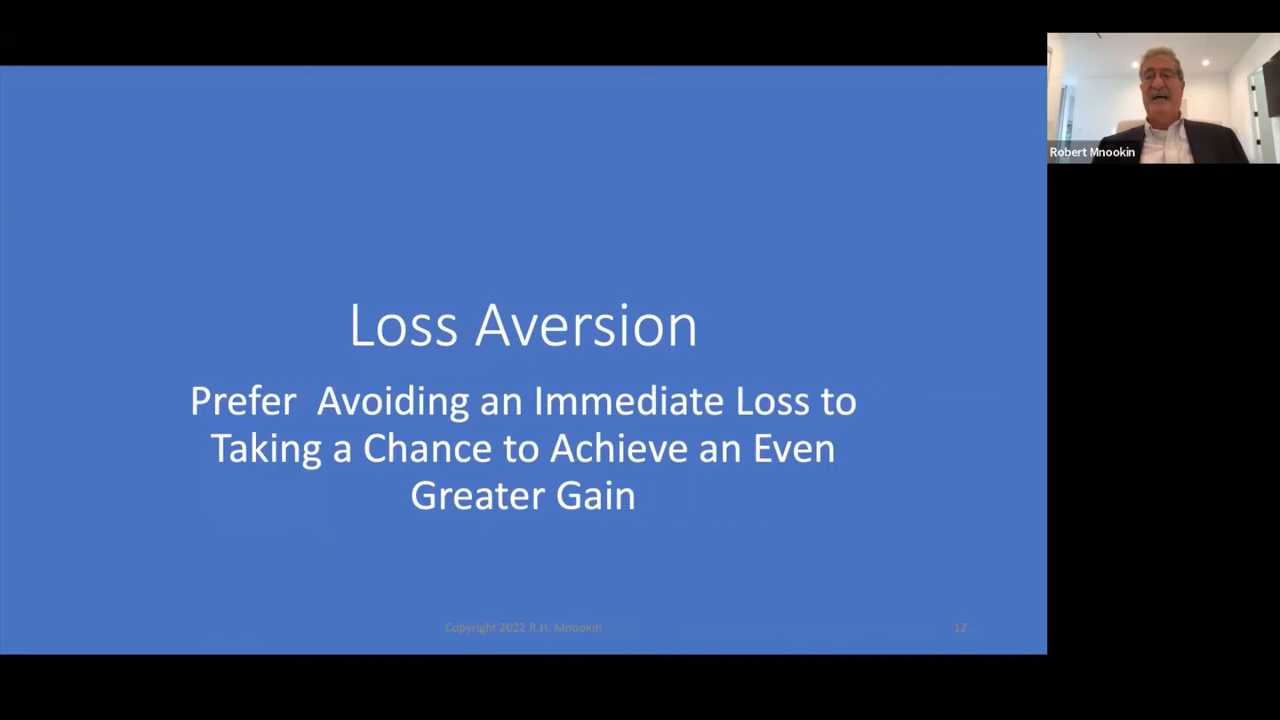 Loss Aversion
Prefer  Avoiding an Immediate Loss to
Taking a Chance to Achieve an Even
Greater Gain
Copyright 2022 R.H. Mnookin
12
Robert Mnookin